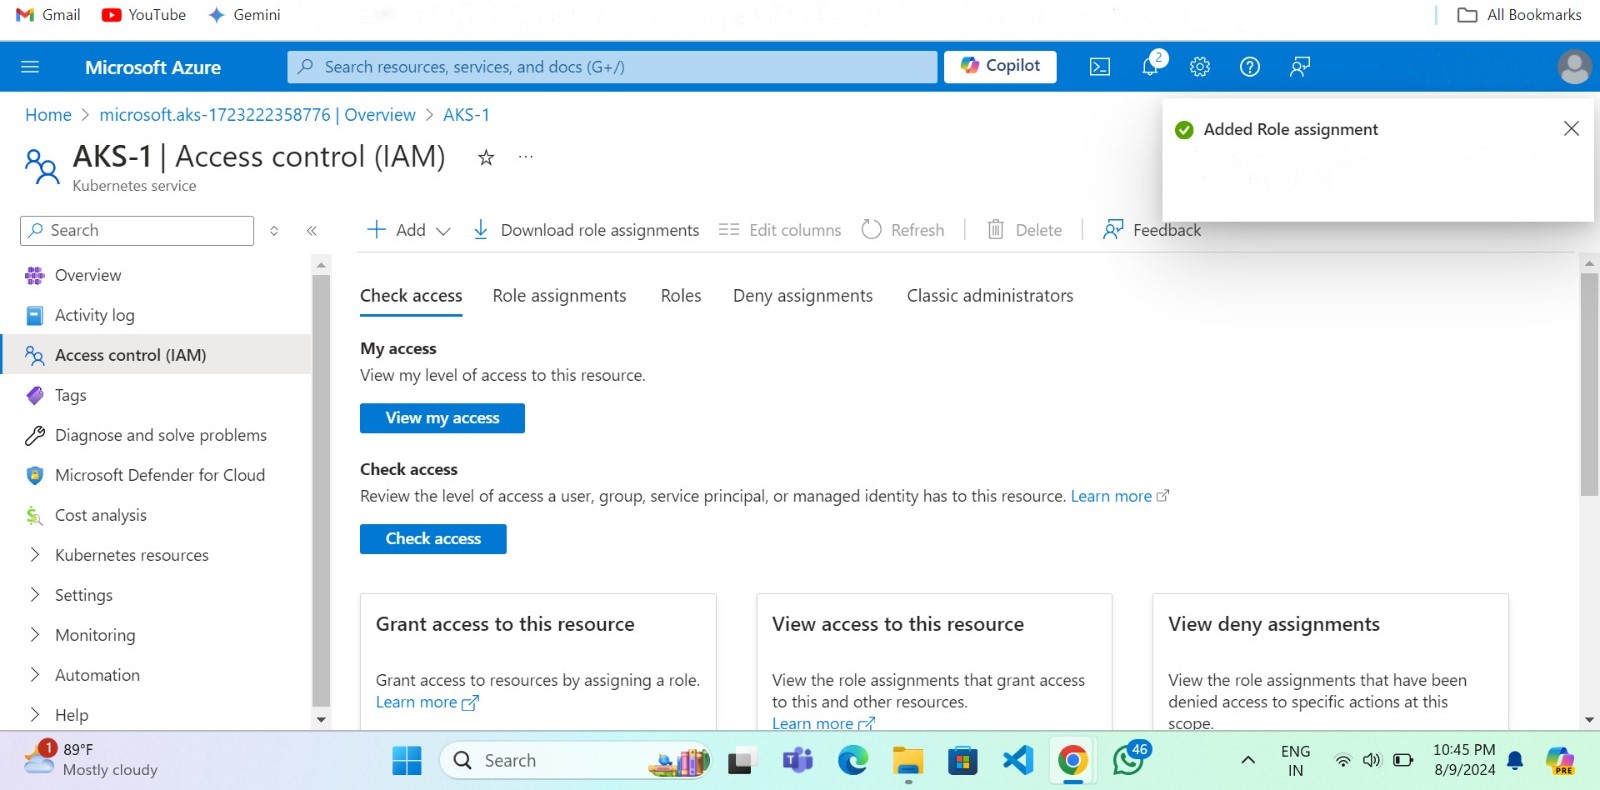 Gmail YouTube Gemini All Bookmarks
Microsoft Azure Search resources, services, and docs (G+/) Copilot 2
Home > microsoft.aks-1723222358776 | Overview > AKS-1
Added Role assignment
AKS-1 | Access control (IAM) ...
Kubernetes service
Search « Add Download role assignments Edit columns Refresh Delete Feedback
Overview
Activity log
Access control (IAM)
Tags
Diagnose and solve problems
Microsoft Defender for Cloud
Cost analysis
Kubernetes resources
Settings
Monitoring
Automation
Help
Check access Role assignments Roles Deny assignments Classic administrators
My access
View my level of access to this resource.
View my access
Check access
Review the level of access a user, group, service principal, or managed identity has to this resource. Learn more
Check access
Grant access to this resource
Grant access to resources by assigning a role.
Learn more
View access to this resource
View the role assignments that grant access
to this and other resources.
Learn more
View deny assignments
View the role assignments that have been
denied access to specific actions at this
scope.
1 89°F
Mostly cloudy
Search
46
ENG
IN
10:45 PM
8/9/2024
PRE